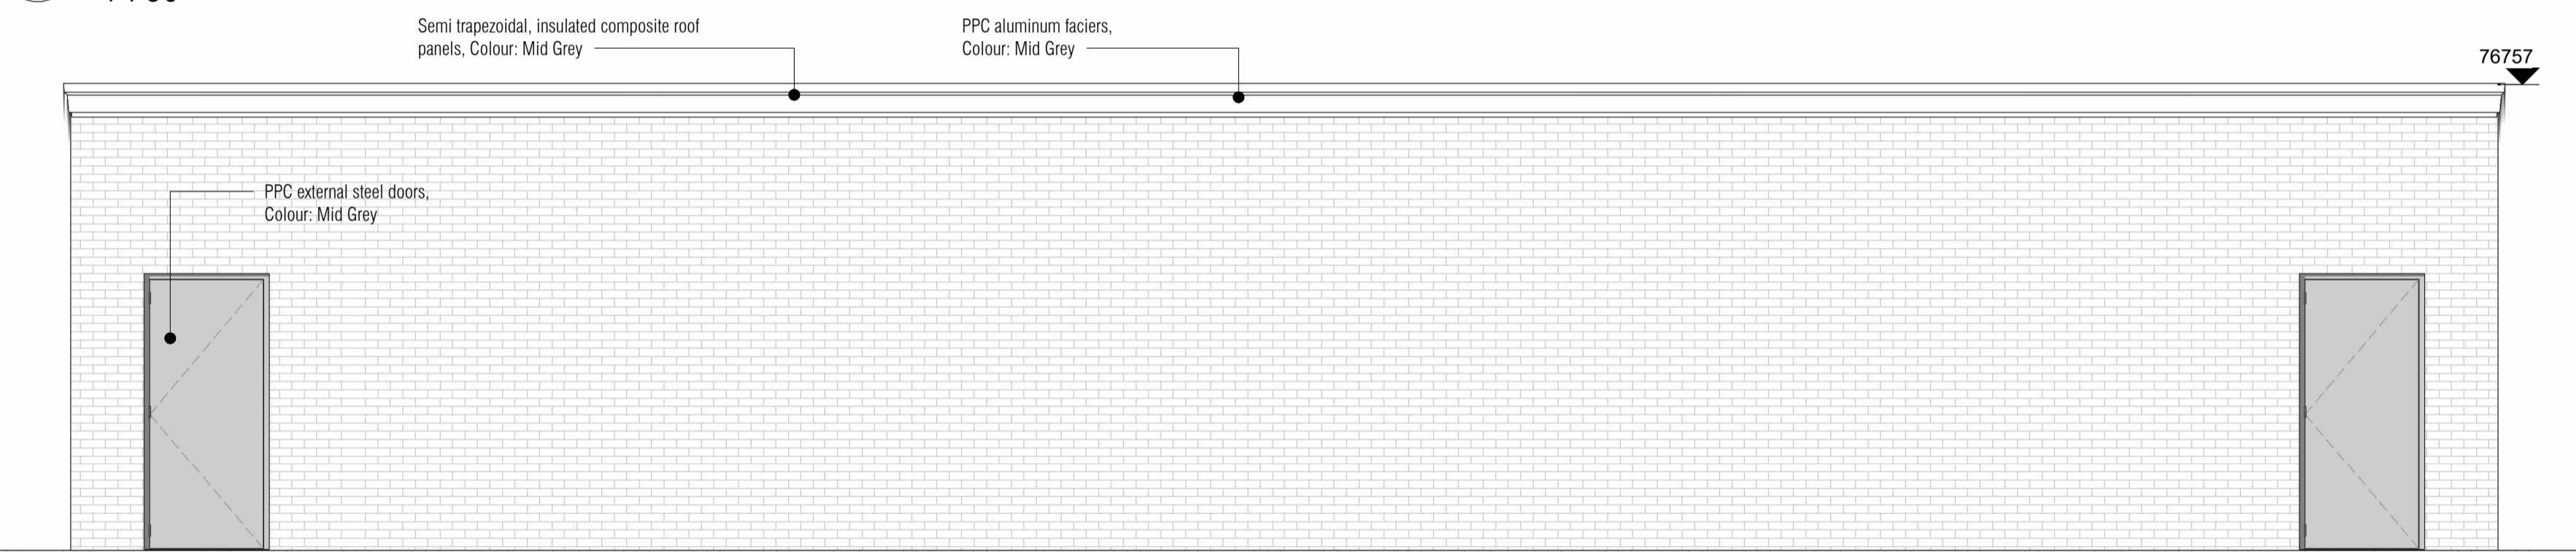 Semi trapezoidal, insulated composite roof
panels, Colour: Mid Grey
PPC aluminum faciers,
Colour: Mid Grey
76757
PPC external steel doors,
Colour: Mid Grey